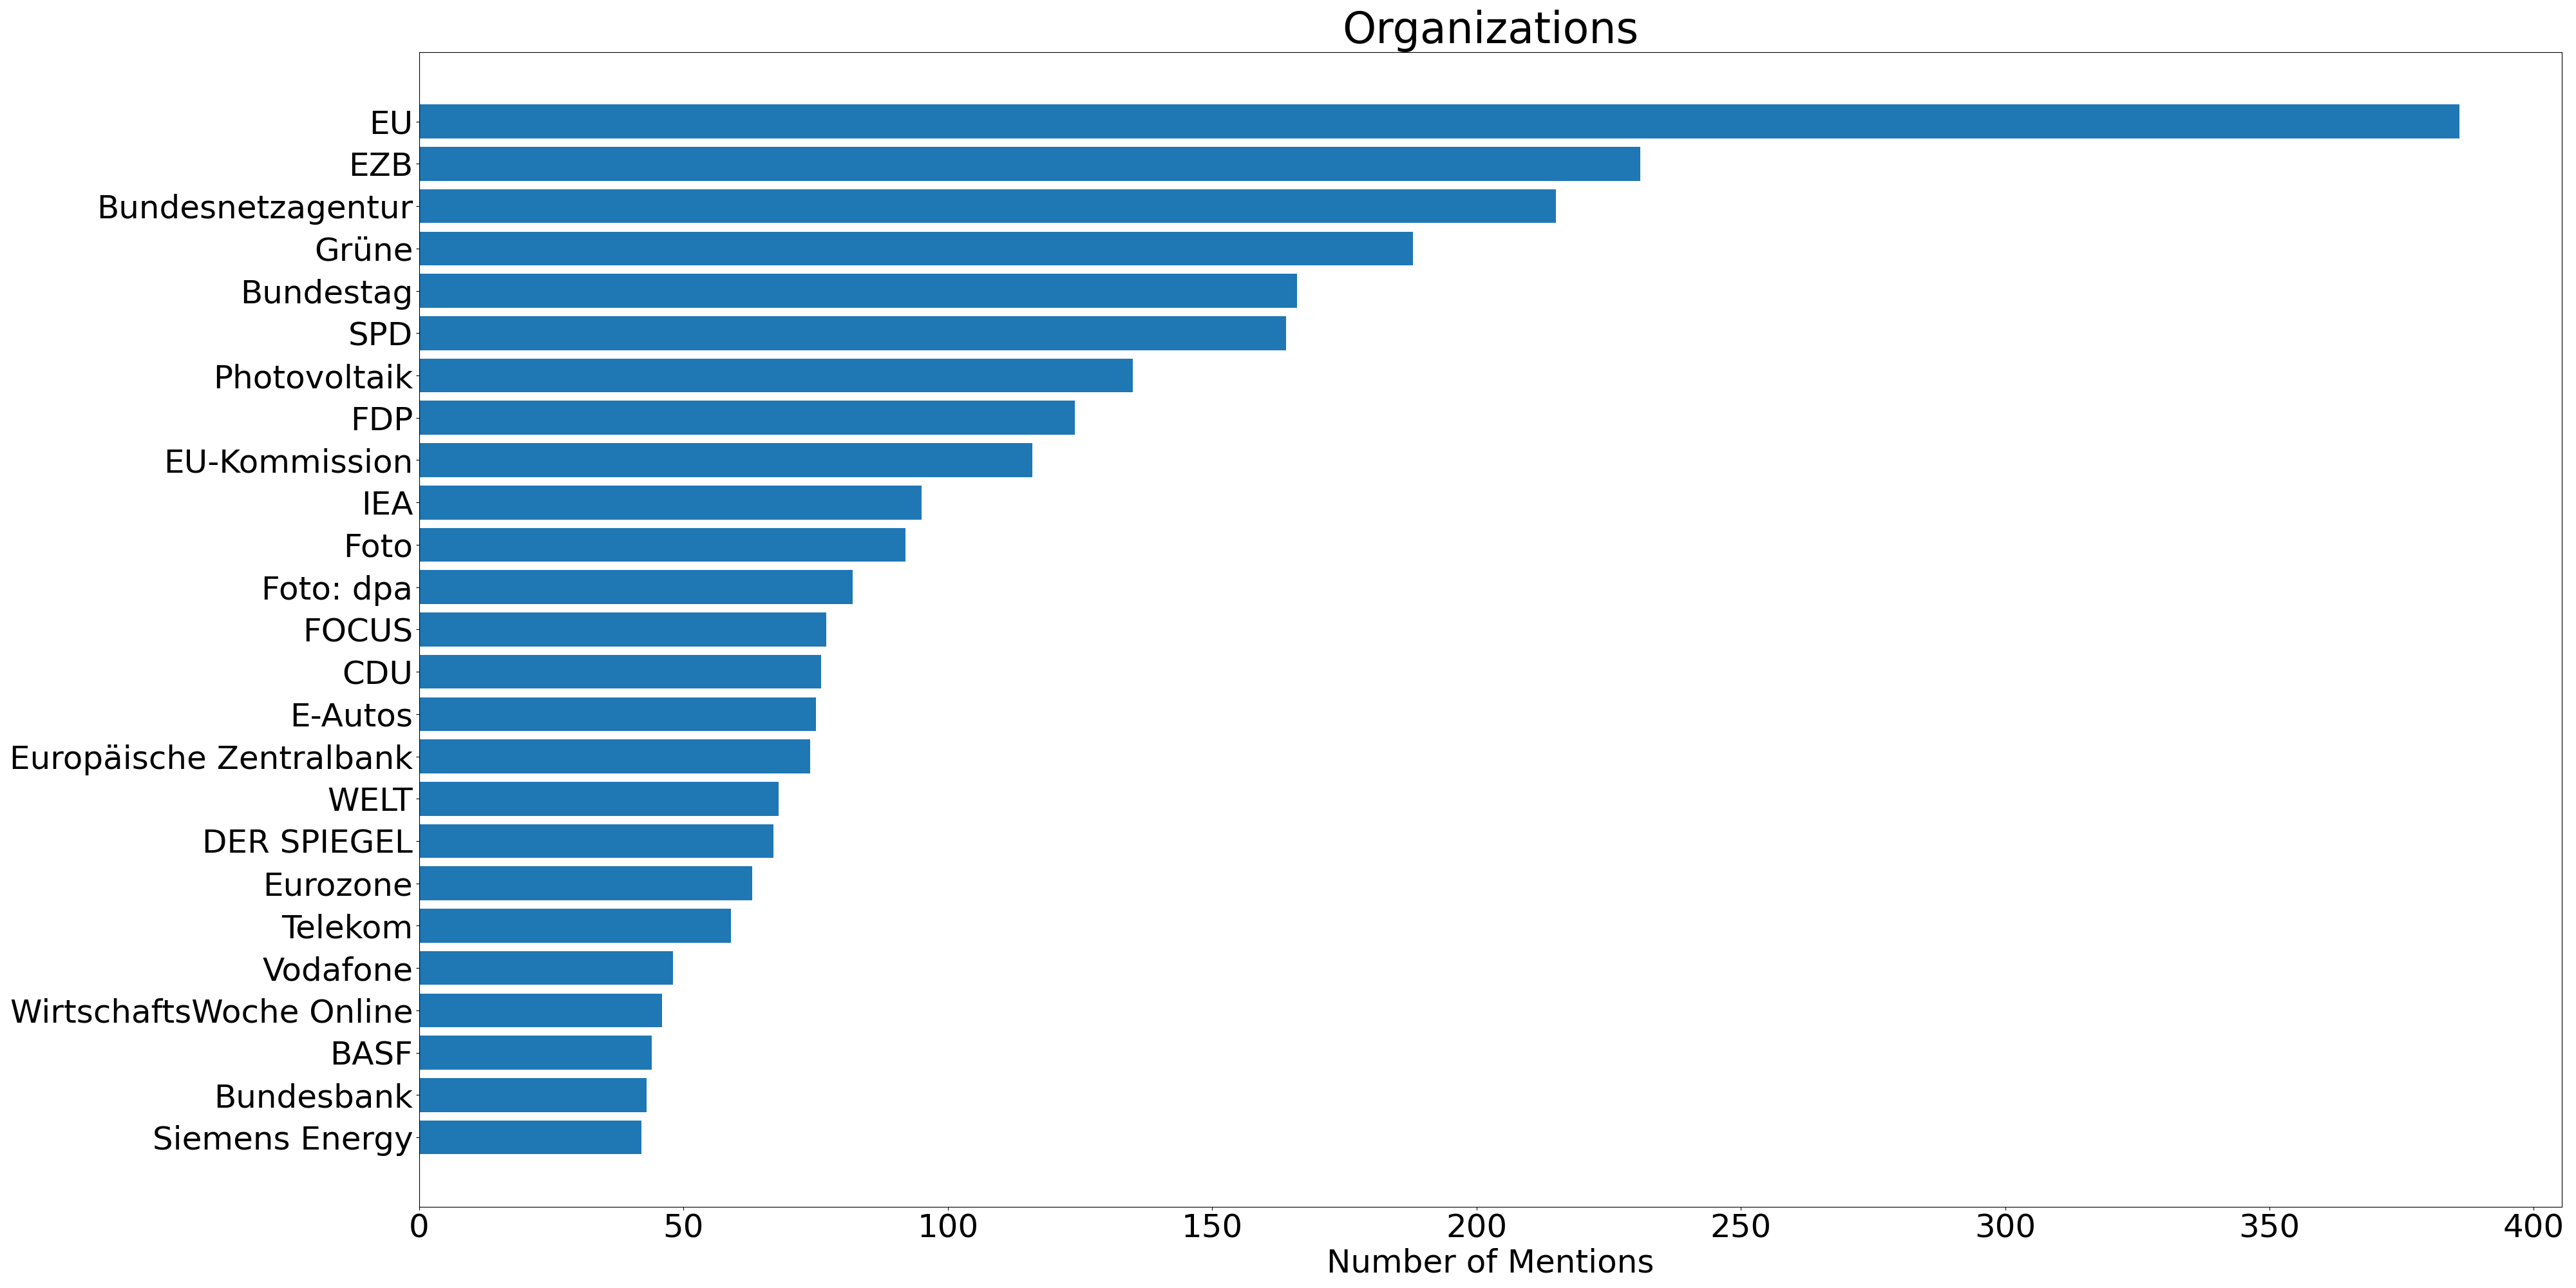 Organizations
EU
EZB
Bundesnetzagentur
Grüne
Bundestag
SPD
Photovoltaik
FDP
EU-Kommission
IEA
Foto
Foto: dpa
FOCUS
CDU
E-Autos
Europäische Zentralbank
WELT
DER SPIEGEL
Eurozone
Telekom
Vodafone
WirtschaftsWoche Online
BASF
Bundesbank
Siemens Energy
0 50 100 150 200 250 300 350 400
Number of Mentions